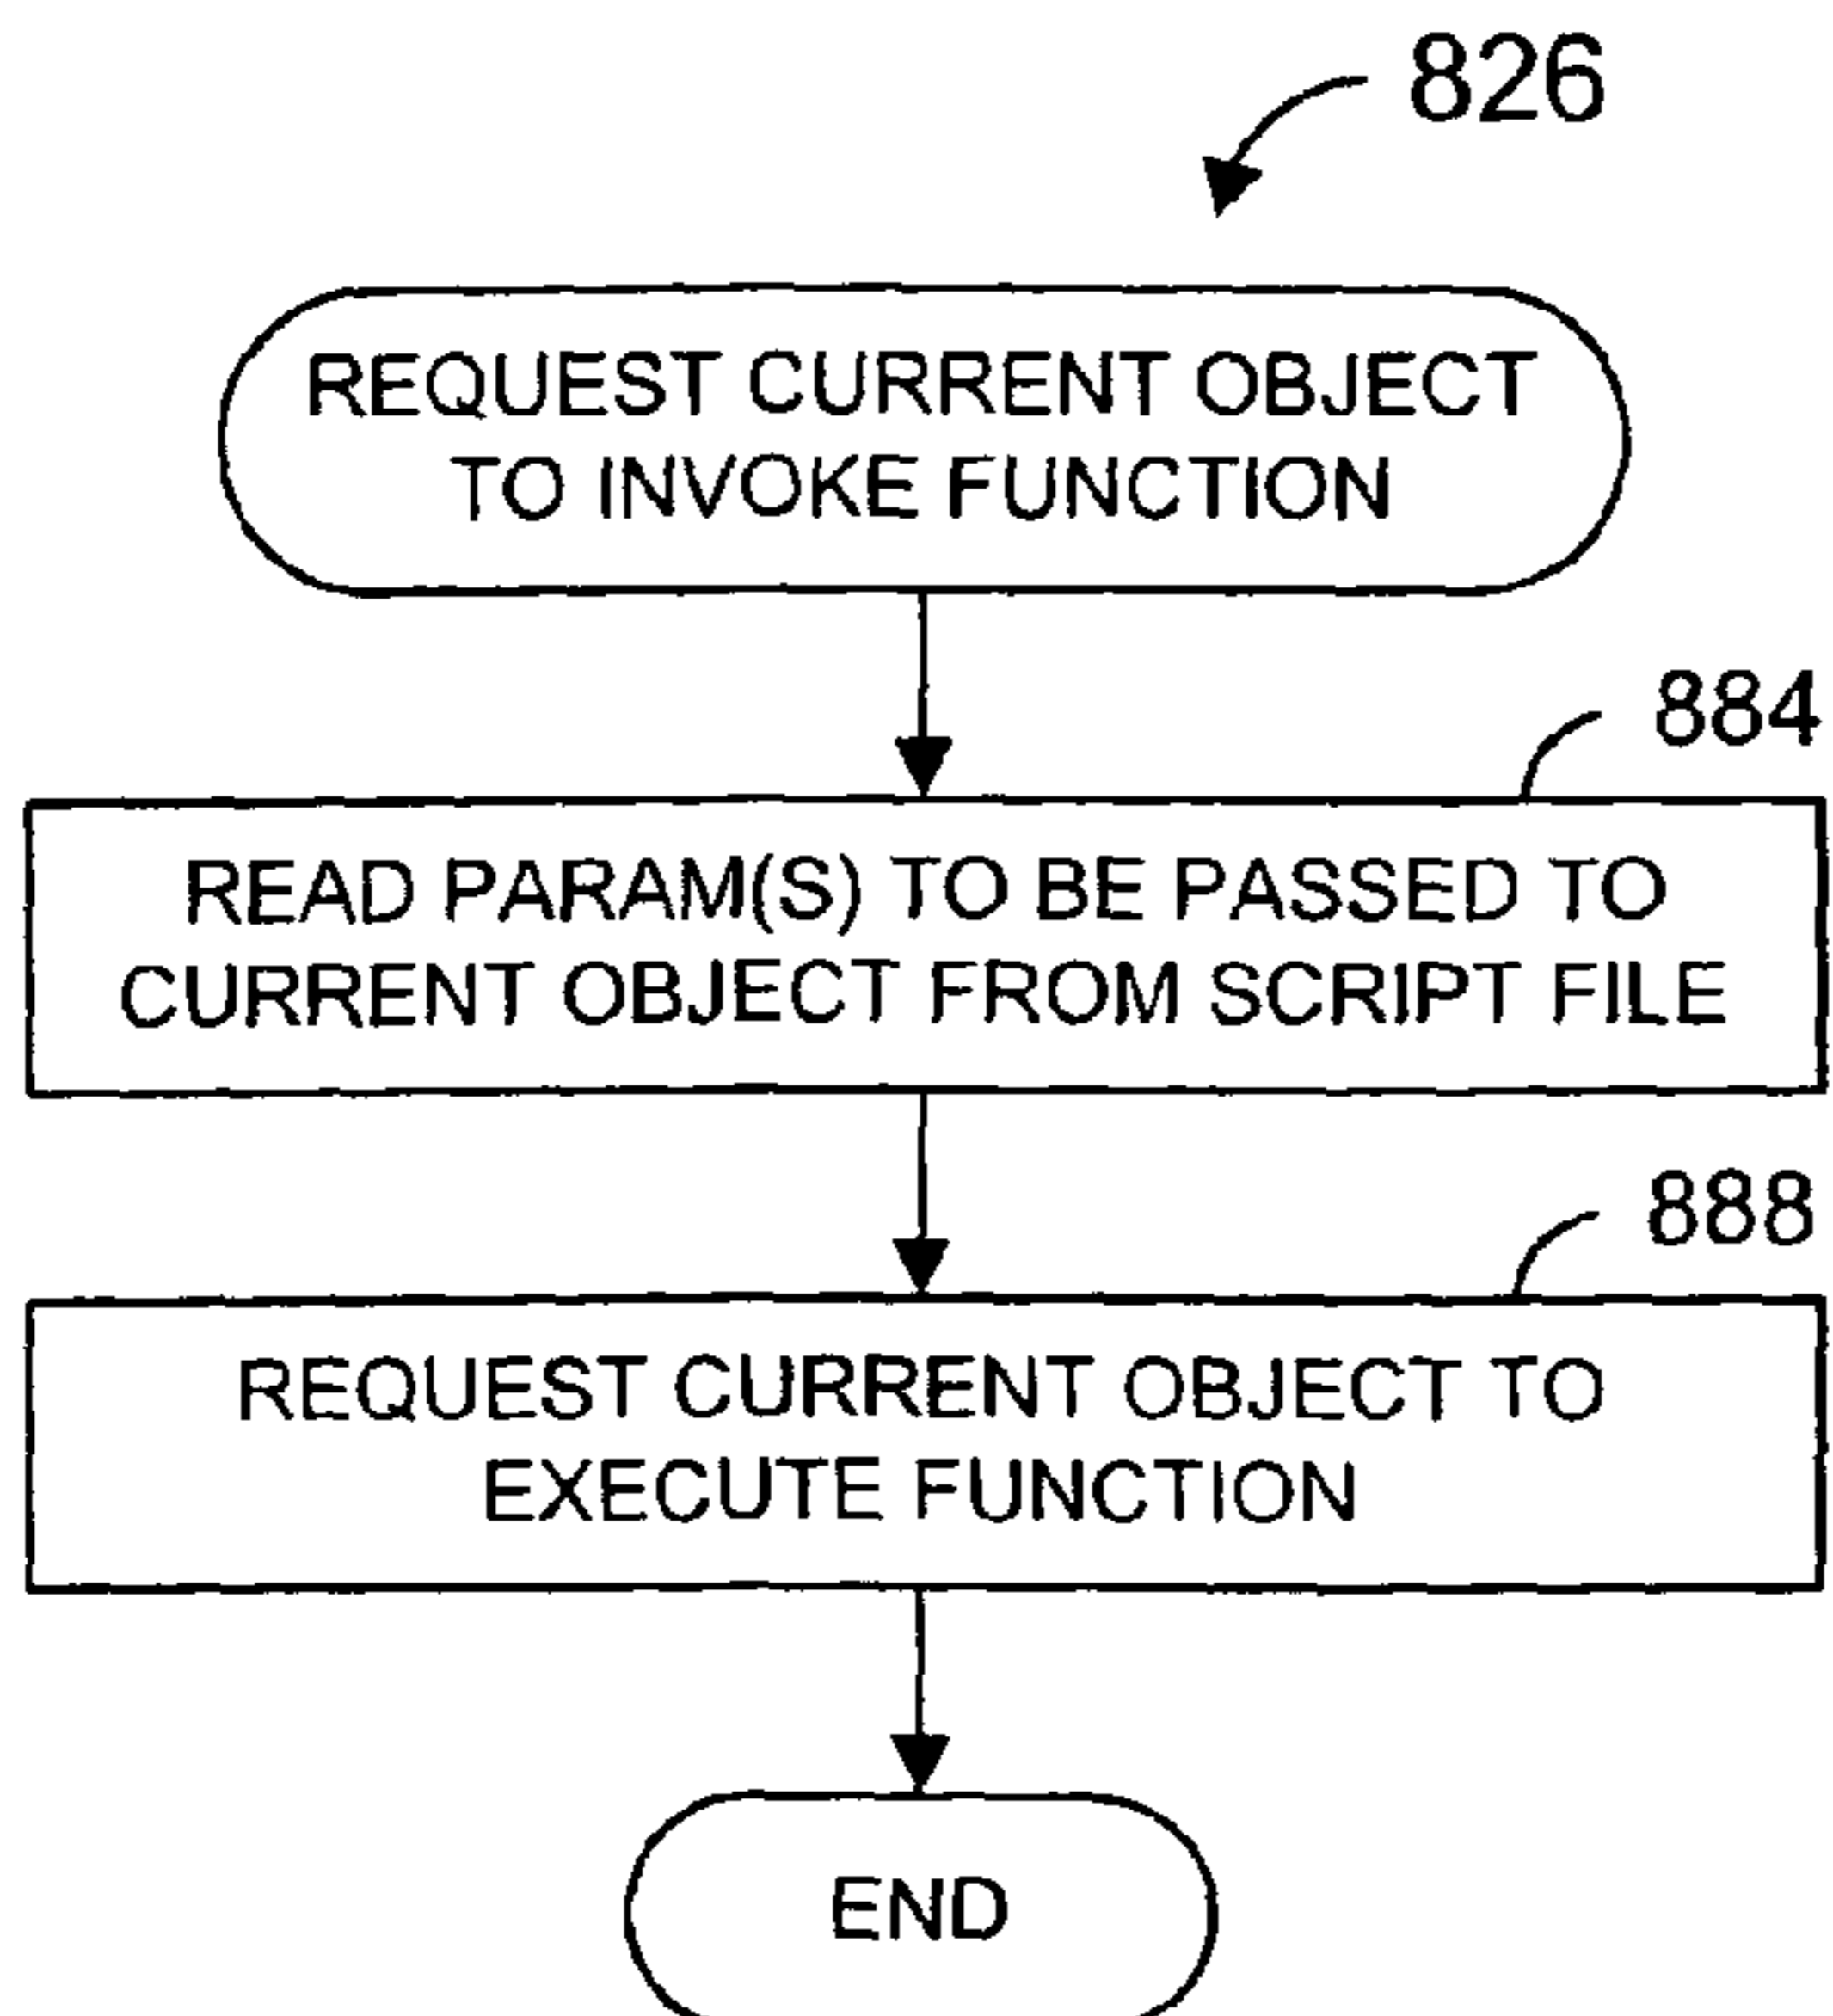 826
REQUEST CURRENT OBJECT
TO INVOKE FUNCTION
884
READ PARAM(S) TO BE PASSED TO
CURRENT OBJECT FROM SCRIPT FILE
888
REQUEST CURRENT OBJECT TO
EXECUTE FUNCTION
END